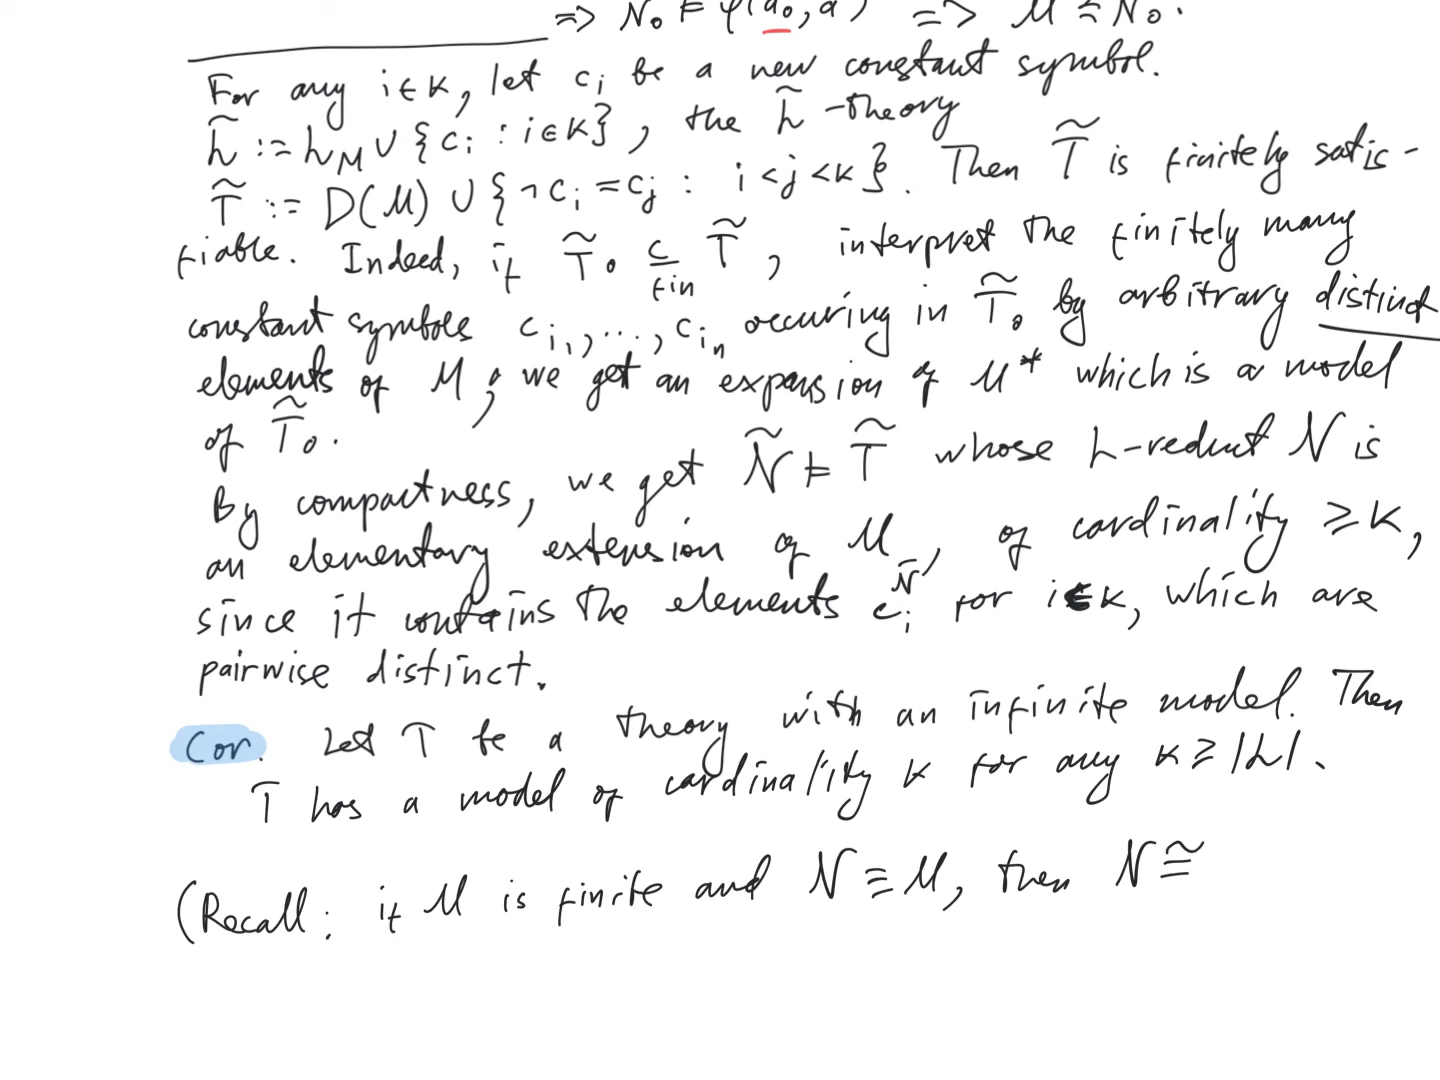 => N₀ ⊨ φ(a₀, a) => M ≼ N₀.
For any i∈κ, let cᵢ be a new constant symbol.
L̃ := L_M ∪ {cᵢ : i∈κ}, the L̃-theory
T̃ := D(M) ∪ {¬cᵢ = cⱼ : i<j<κ}. Then T̃ is finitely satis-
fiable. Indeed, if T̃₀ ⊆_fin T̃, interpret the finitely many
constant symbols c_{i₁},...,c_{iₙ} occuring in T̃₀ by arbitrary distinct
elements of M, we get an expansion of M* which is a model
of T̃₀.
By compactness, we get Ñ ⊨ T̃ whose L-reduct N is
an elementary extension of M, of cardinality ≥κ,
since it contains the elements cᵢ^Ñ for i∈κ, which are
pairwise distinct.
Cor. Let T be a theory with an infinite model. Then
T has a model of cardinality κ for any κ ≥ |L|.
(Recall: if M is finite and N ≡ M, then N ≅